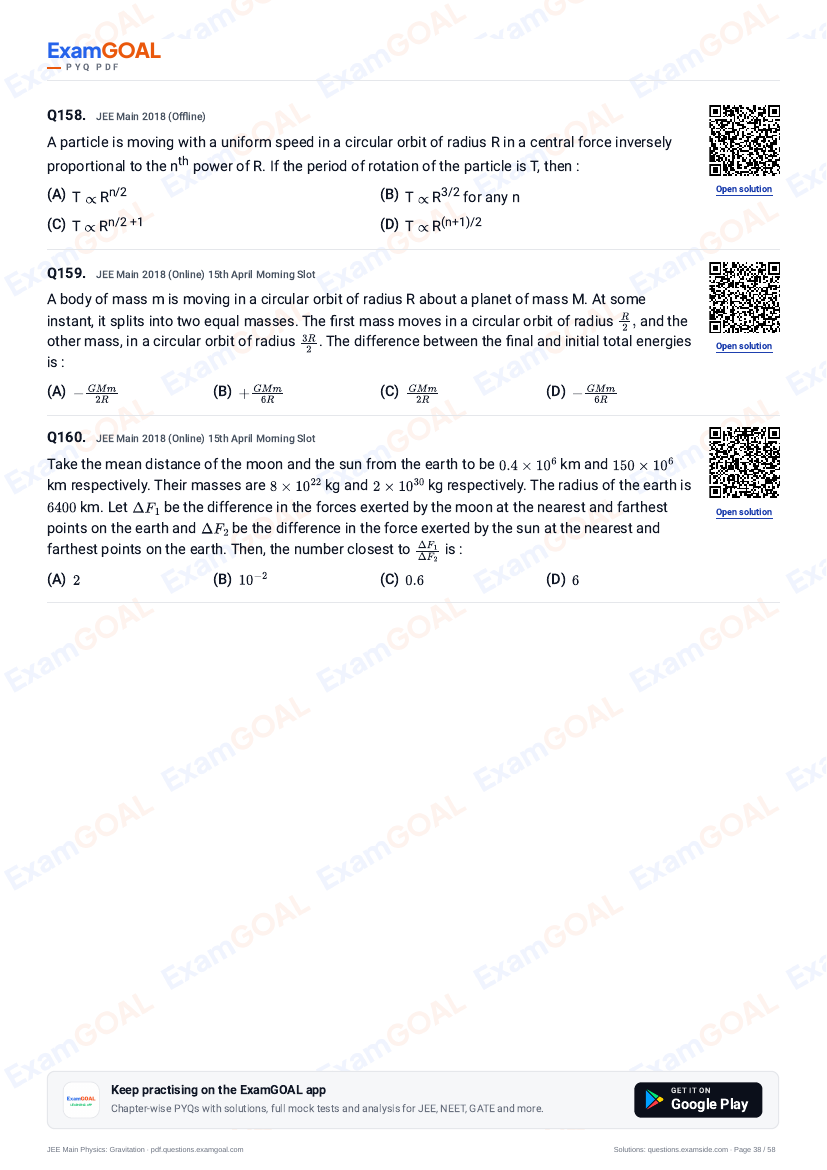 ExamGOAL
PYQ PDF
Q158. JEE Main 2018 (Offline)
A particle is moving with a uniform speed in a circular orbit of radius R in a central force inversely
proportional to the n^th power of R. If the period of rotation of the particle is T, then :
(A) T ∝ R^n/2 (B) T ∝ R^3/2 for any n
(C) T ∝ R^n/2 +1 (D) T ∝ R^(n+1)/2
Open solution
Q159. JEE Main 2018 (Online) 15th April Morning Slot
A body of mass m is moving in a circular orbit of radius R about a planet of mass M. At some
instant, it splits into two equal masses. The first mass moves in a circular orbit of radius R/2, and the
other mass, in a circular orbit of radius 3R/2. The difference between the final and initial total energies
is :
(A) −GMm/2R (B) +GMm/6R (C) GMm/2R (D) −GMm/6R
Open solution
Q160. JEE Main 2018 (Online) 15th April Morning Slot
Take the mean distance of the moon and the sun from the earth to be 0.4 × 10^6 km and 150 × 10^6
km respectively. Their masses are 8 × 10^22 kg and 2 × 10^30 kg respectively. The radius of the earth is
6400 km. Let ΔF₁ be the difference in the forces exerted by the moon at the nearest and farthest
points on the earth and ΔF₂ be the difference in the force exerted by the sun at the nearest and
farthest points on the earth. Then, the number closest to ΔF₁/ΔF₂ is :
(A) 2 (B) 10^−2 (C) 0.6 (D) 6
Open solution
ExamGOAL
Keep practising on the ExamGOAL app
Chapter-wise PYQs with solutions, full mock tests and analysis for JEE, NEET, GATE and more.
GET IT ON
Google Play
JEE Main Physics: Gravitation · pdf.questions.examgoal.com Solutions: questions.examside.com · Page 38 / 58